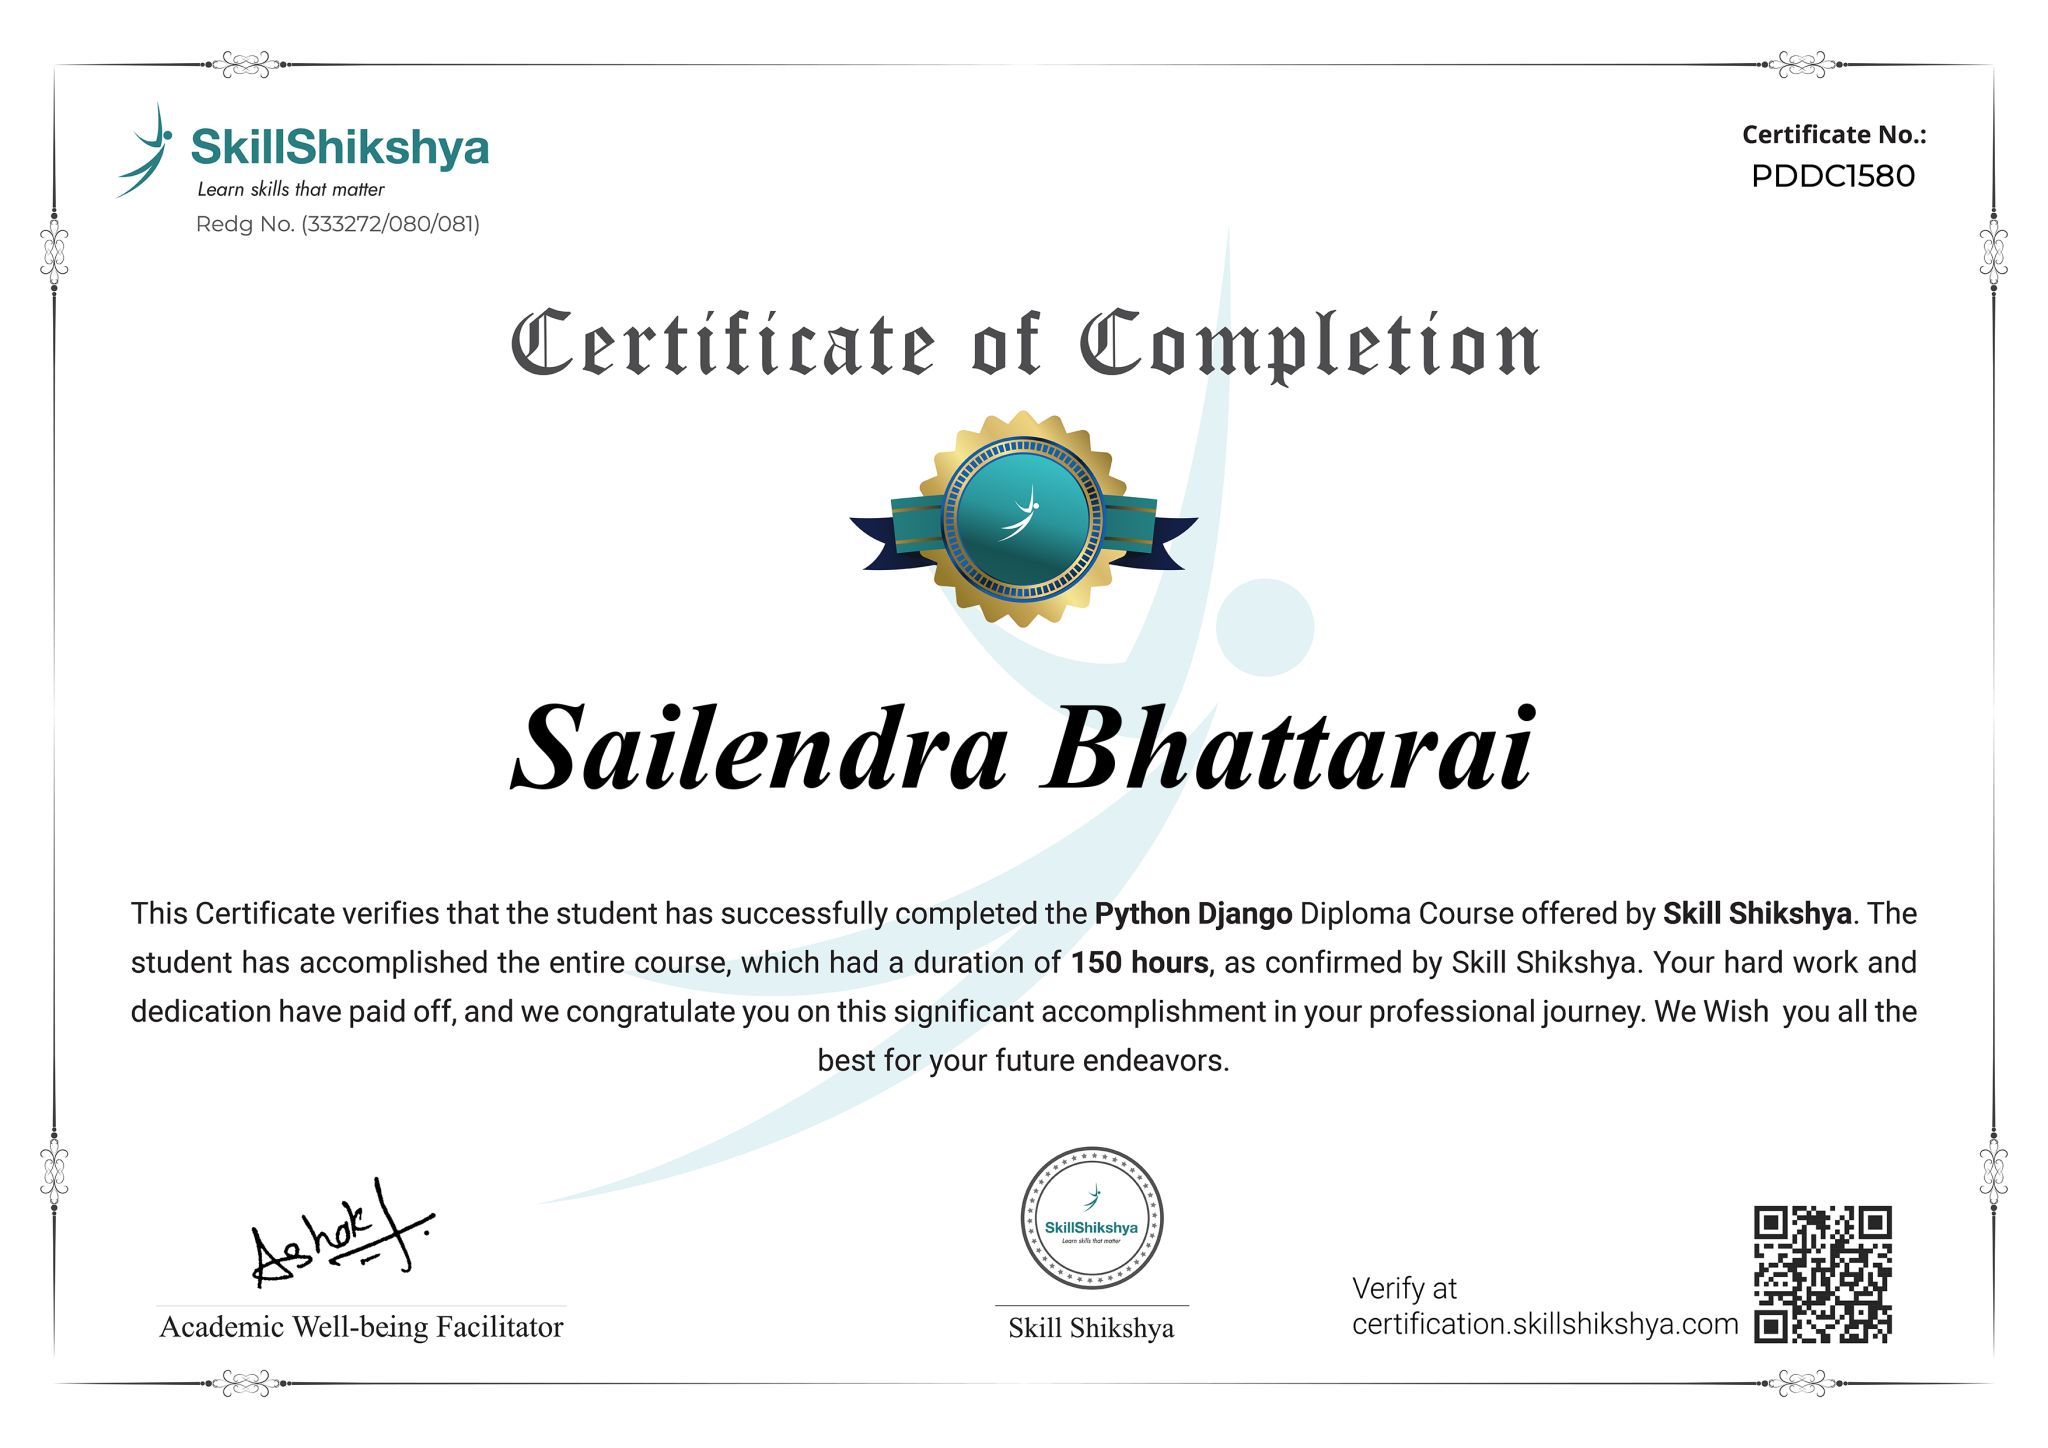 SkillShikshya
Learn skills that matter
Redg No. (333272/080/081)
Certificate No.:
PDDC1580
Certificate of Completion
Sailendra Bhattarai
This Certificate verifies that the student has successfully completed the Python Django Diploma Course offered by Skill Shikshya. The
student has accomplished the entire course, which had a duration of 150 hours, as confirmed by Skill Shikshya. Your hard work and
dedication have paid off, and we congratulate you on this significant accomplishment in your professional journey. We Wish  you all the
best for your future endeavors.
Ashok
Academic Well-being Facilitator
SkillShikshya
Learn skills that matter
Skill Shikshya
Verify at
certification.skillshikshya.com